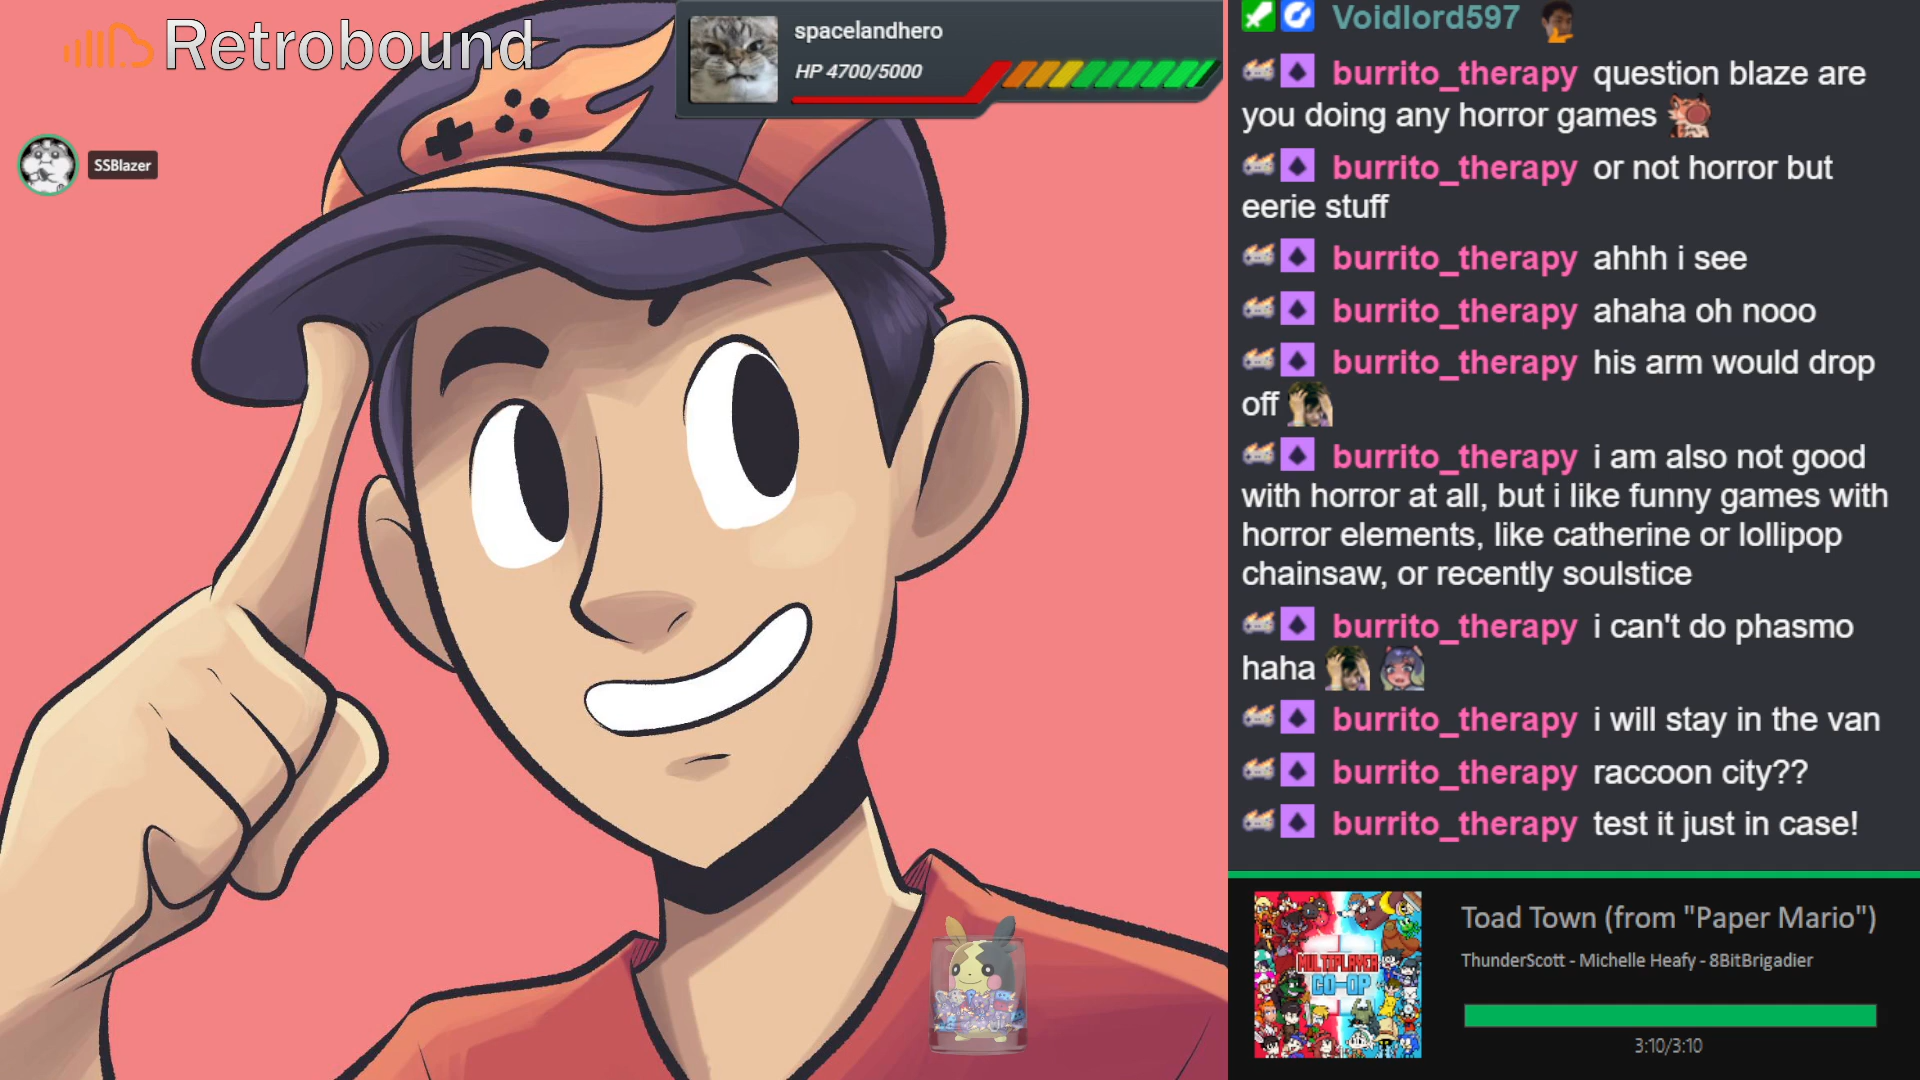 Retrobound
SSBlazer
spacelandhero
HP 4700/5000
Voidlord597
burrito_therapy question blaze are
you doing any horror games
burrito_therapy or not horror but
eerie stuff
burrito_therapy ahhh i see
burrito_therapy ahaha oh nooo
burrito_therapy his arm would drop
off
burrito_therapy i am also not good
with horror at all, but i like funny games with
horror elements, like catherine or lollipop
chainsaw, or recently soulstice
burrito_therapy i can't do phasmo
haha
burrito_therapy i will stay in the van
burrito_therapy raccoon city??
burrito_therapy test it just in case!
MULTIPLAYER
CO-OP
Toad Town (from "Paper Mario")
ThunderScott - Michelle Heafy - 8BitBrigadier
3:10/3:10